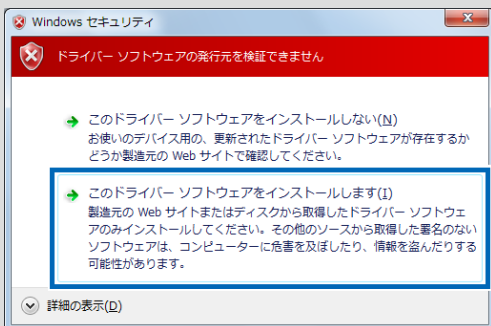 Windows セキュリティ
ドライバー ソフトウェアの発行元を検証できません
このドライバー ソフトウェアをインストールしない(N)
お使いのデバイス用の、更新されたドライバー ソフトウェアが存在するか
どうか製造元の Web サイトで確認してください。
このドライバー ソフトウェアをインストールします(I)
製造元の Web サイトまたはディスクから取得したドライバー ソフトウェ
アのみインストールしてください。その他のソースから取得した署名のない
ソフトウェアは、コンピューターに危害を及ぼしたり、情報を盗んだりする
可能性があります。
詳細の表示(D)